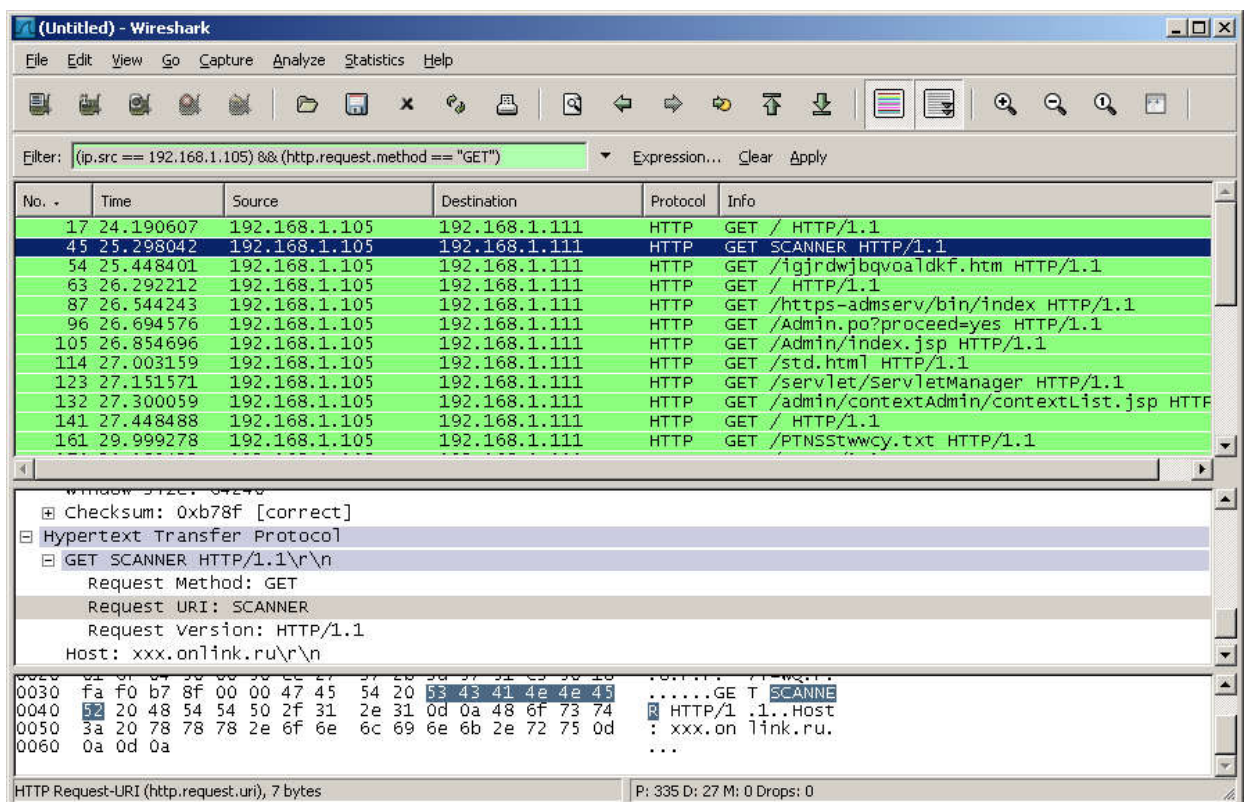 (Untitled) - Wireshark
File Edit View Go Capture Analyze Statistics Help
Filter: (ip.src == 192.168.1.105) && (http.request.method == "GET") Expression... Clear Apply
No. Time Source Destination Protocol Info
17 24.190607 192.168.1.105 192.168.1.111 HTTP GET / HTTP/1.1
45 25.298042 192.168.1.105 192.168.1.111 HTTP GET SCANNER HTTP/1.1
54 25.448401 192.168.1.105 192.168.1.111 HTTP GET /igjrdwjbqvoaldkf.htm HTTP/1.1
63 26.292212 192.168.1.105 192.168.1.111 HTTP GET / HTTP/1.1
87 26.544243 192.168.1.105 192.168.1.111 HTTP GET /https-admserv/bin/index HTTP/1.1
96 26.694576 192.168.1.105 192.168.1.111 HTTP GET /Admin.po?proceed=yes HTTP/1.1
105 26.854696 192.168.1.105 192.168.1.111 HTTP GET /Admin/index.jsp HTTP/1.1
114 27.003159 192.168.1.105 192.168.1.111 HTTP GET /std.html HTTP/1.1
123 27.151571 192.168.1.105 192.168.1.111 HTTP GET /servlet/ServletManager HTTP/1.1
132 27.300059 192.168.1.105 192.168.1.111 HTTP GET /admin/contextAdmin/contextList.jsp HTTP
141 27.448488 192.168.1.105 192.168.1.111 HTTP GET / HTTP/1.1
161 29.999278 192.168.1.105 192.168.1.111 HTTP GET /PTNSStwwcy.txt HTTP/1.1
Checksum: 0xb78f [correct]
Hypertext Transfer Protocol
GET SCANNER HTTP/1.1\r\n
Request Method: GET
Request URI: SCANNER
Request Version: HTTP/1.1
Host: xxx.onlink.ru\r\n
0030 fa f0 b7 8f 00 00 47 45 54 20 53 43 41 4e 4e 45 ......GE T SCANNE
0040 52 20 48 54 54 50 2f 31 2e 31 0d 0a 48 6f 73 74 R HTTP/1 .1..Host
0050 3a 20 78 78 78 2e 6f 6e 6c 69 6e 6b 2e 72 75 0d : xxx.on link.ru.
0060 0a 0d 0a ...
HTTP Request-URI (http.request.uri), 7 bytes P: 335 D: 27 M: 0 Drops: 0